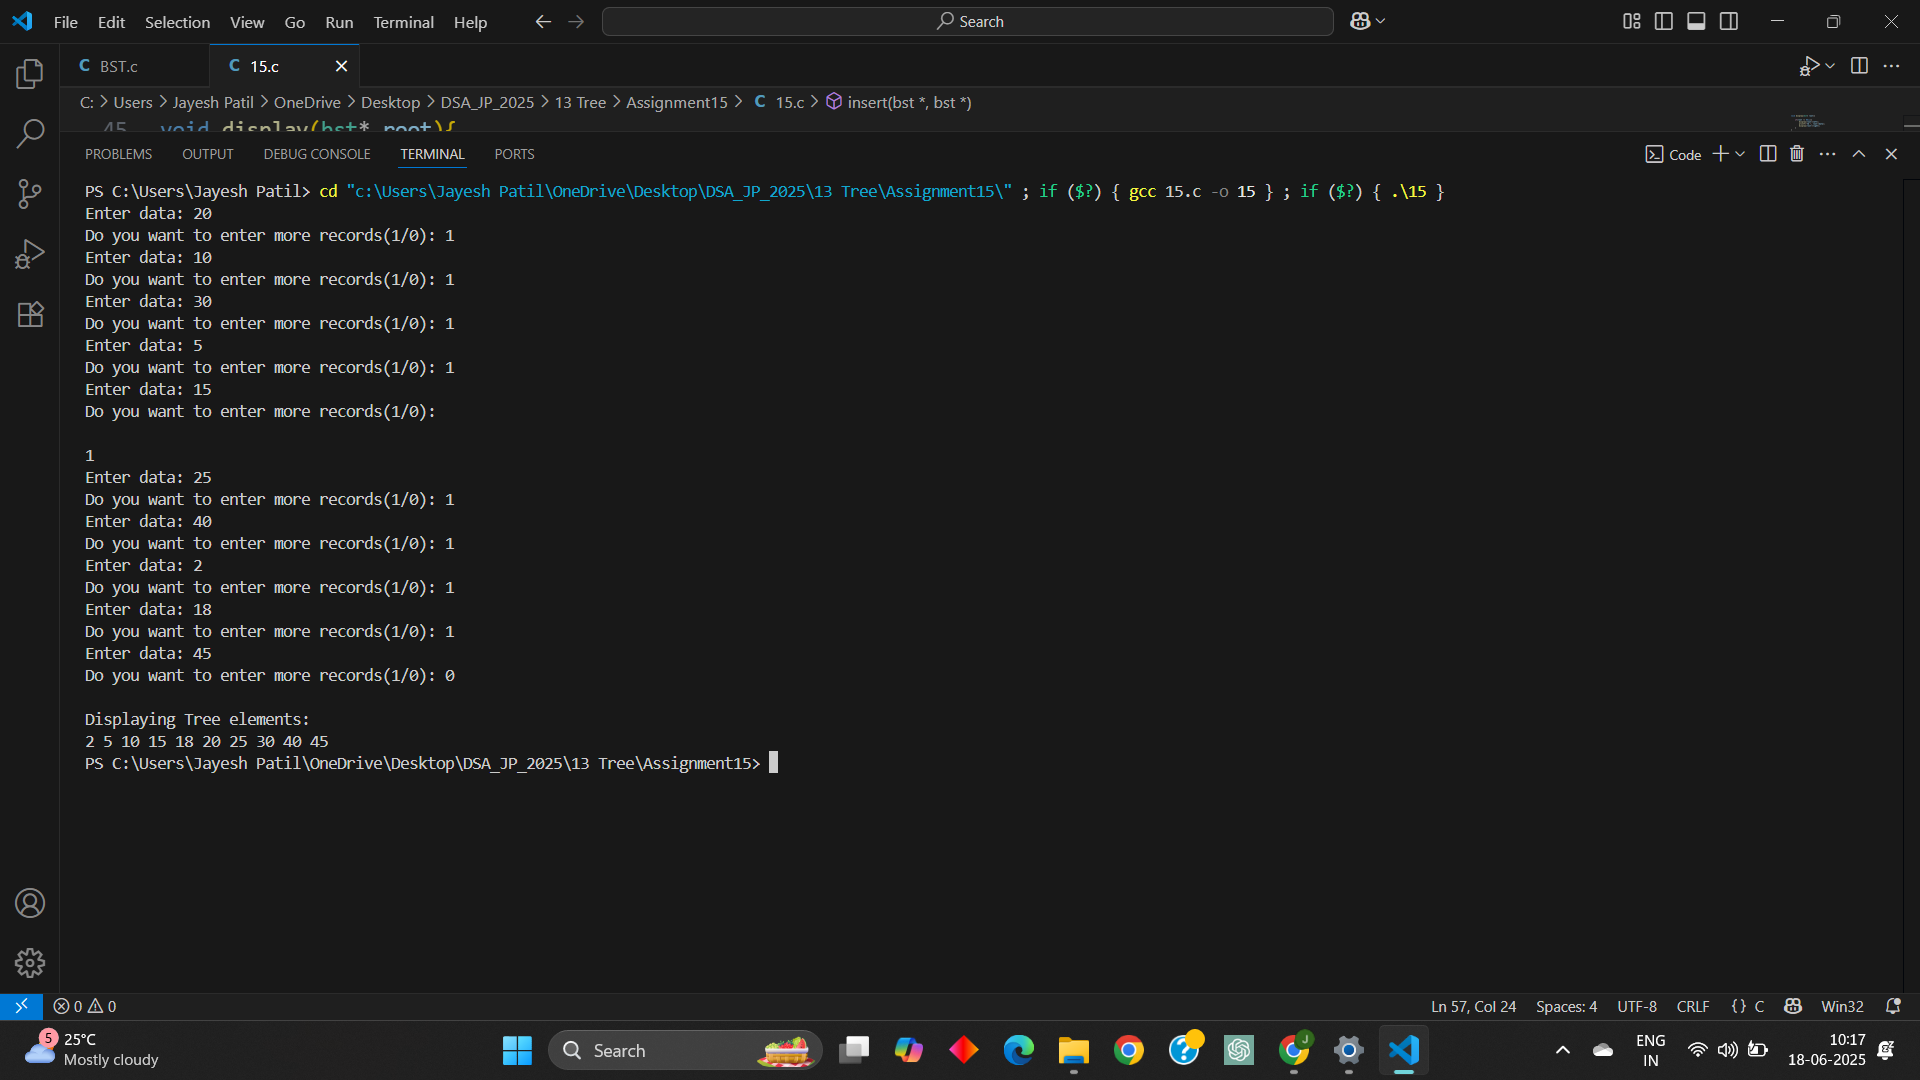 File Edit Selection View Go Run Terminal Help Search
C BST.c C 15.c
C: > Users > Jayesh Patil > OneDrive > Desktop > DSA_JP_2025 > 13 Tree > Assignment15 > C 15.c > insert(bst *, bst *)
45 void display(bst* root){
PROBLEMS OUTPUT DEBUG CONSOLE TERMINAL PORTS Code
PS C:\Users\Jayesh Patil> cd "c:\Users\Jayesh Patil\OneDrive\Desktop\DSA_JP_2025\13 Tree\Assignment15\" ; if ($?) { gcc 15.c -o 15 } ; if ($?) { .\15 }
Enter data: 20
Do you want to enter more records(1/0): 1
Enter data: 10
Do you want to enter more records(1/0): 1
Enter data: 30
Do you want to enter more records(1/0): 1
Enter data: 5
Do you want to enter more records(1/0): 1
Enter data: 15
Do you want to enter more records(1/0):
1
Enter data: 25
Do you want to enter more records(1/0): 1
Enter data: 40
Do you want to enter more records(1/0): 1
Enter data: 2
Do you want to enter more records(1/0): 1
Enter data: 18
Do you want to enter more records(1/0): 1
Enter data: 45
Do you want to enter more records(1/0): 0
Displaying Tree elements:
2 5 10 15 18 20 25 30 40 45
PS C:\Users\Jayesh Patil\OneDrive\Desktop\DSA_JP_2025\13 Tree\Assignment15>
0 0 Ln 57, Col 24 Spaces: 4 UTF-8 CRLF {} C Win32
5 25°C
Mostly cloudy
Search
J
ENG
IN
10:17
18-06-2025